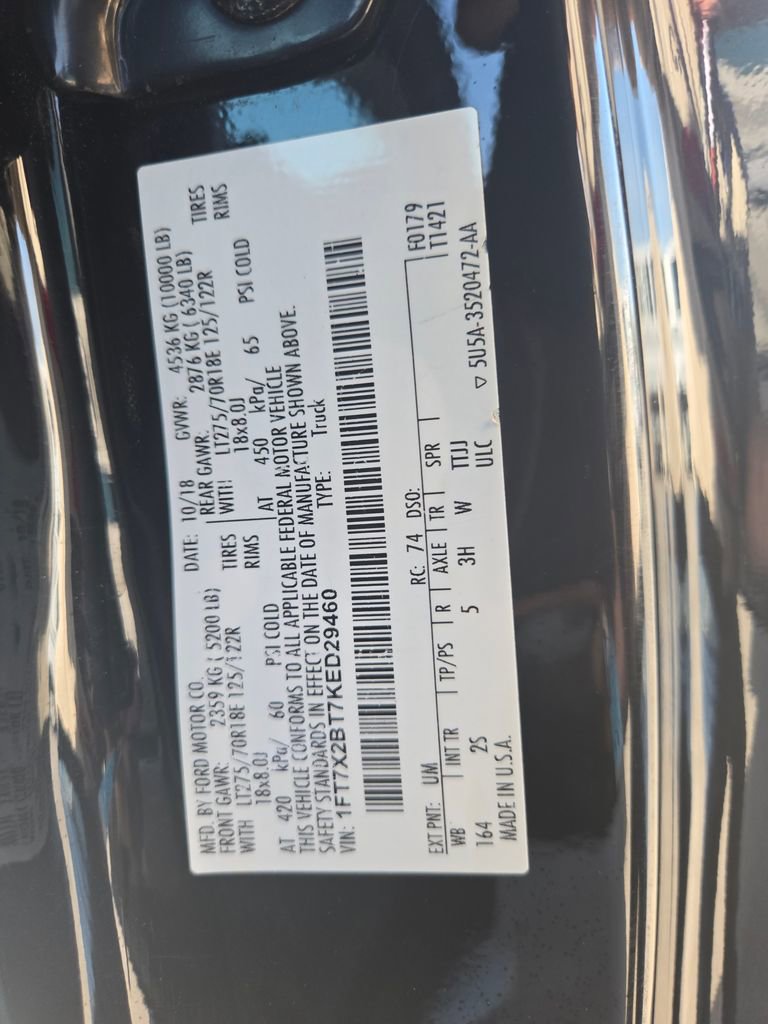 MFD. BY FORD MOTOR CO. DATE: 10/18 GVWR: 4536 KG (10000 LB)
FRONT GAWR: 2359 KG ( 5200 LB) REAR GAWR: 2876 KG ( 6340 LB)
WITH LT275/70R18E 125/122R TIRES WITH LT275/70R18E 125/122R TIRES
18x8.0J RIMS 18x8.0J RIMS
AT 420 kPa/ 60 PSI COLD AT 450 kPa/ 65 PSI COLD
THIS VEHICLE CONFORMS TO ALL APPLICABLE FEDERAL MOTOR VEHICLE
SAFETY STANDARDS IN EFFECT ON THE DATE OF MANUFACTURE SHOWN ABOVE.
VIN: 1FT7X2BT7KED29460 TYPE: Truck
EXT PNT: UM RC: 74 DSO: F0179
WB INT TR TP/PS R AXLE TR SPR T1421
164 2S 5 3H W TTJJ
ULC
MADE IN U.S.A. ▽ 5U5A-3520472-AA